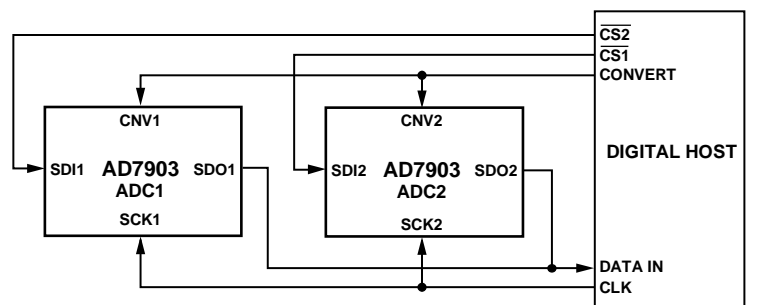 CS2
CS1
CONVERT
CNV1
CNV2
DIGITAL HOST
SDI1 AD7903 SDO1
ADC1
SCK1
SDI2 AD7903 SDO2
ADC2
SCK2
DATA IN
CLK